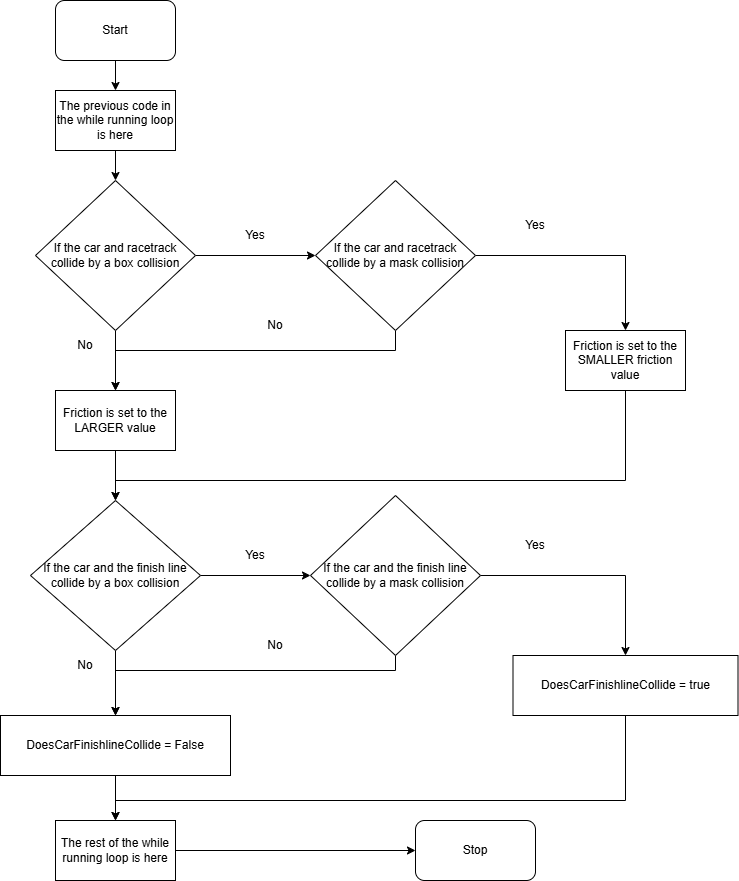 Start
The previous code in
the while running loop
is here
If the car and racetrack
collide by a box collision
Yes
If the car and racetrack
collide by a mask collision
Yes
No
No
Friction is set to the
SMALLER friction
value
Friction is set to the
LARGER value
If the car and the finish line
collide by a box collision
Yes
If the car and the finish line
collide by a mask collision
Yes
No
No
DoesCarFinishlineCollide = true
DoesCarFinishlineCollide = False
The rest of the while
running loop is here
Stop